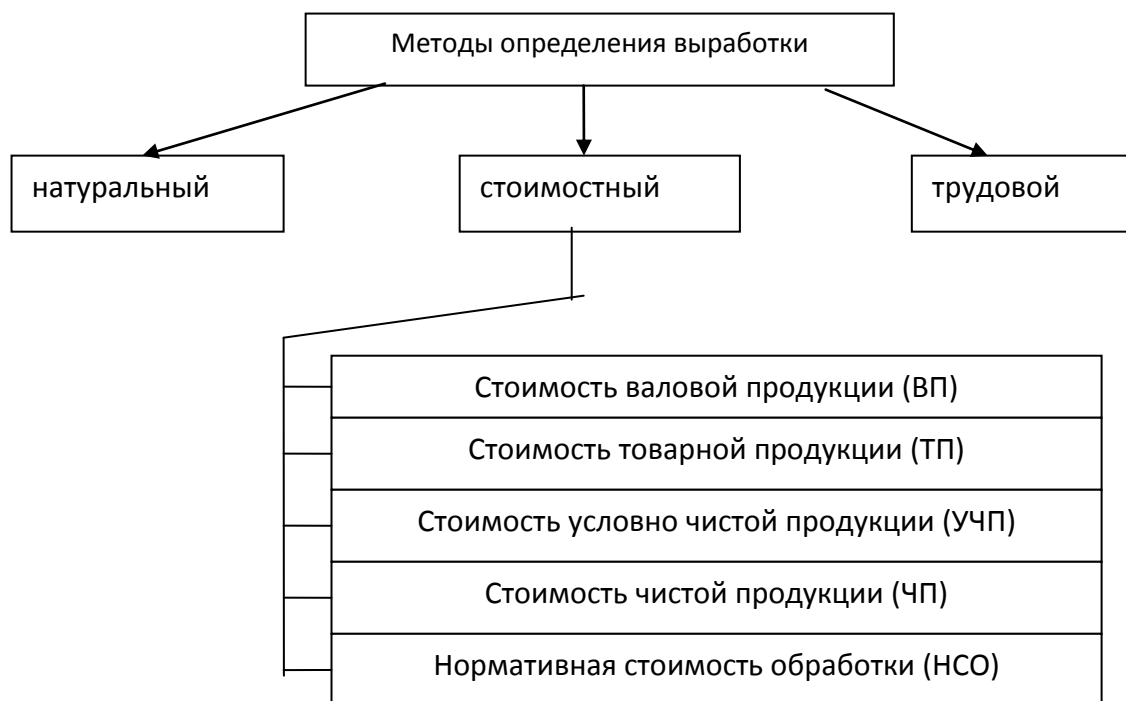 Методы определения выработки
натуральный
стоимостный
трудовой
Стоимость валовой продукции (ВП)
Стоимость товарной продукции (ТП)
Стоимость условно чистой продукции (УЧП)
Стоимость чистой продукции (ЧП)
Нормативная стоимость обработки (НСО)